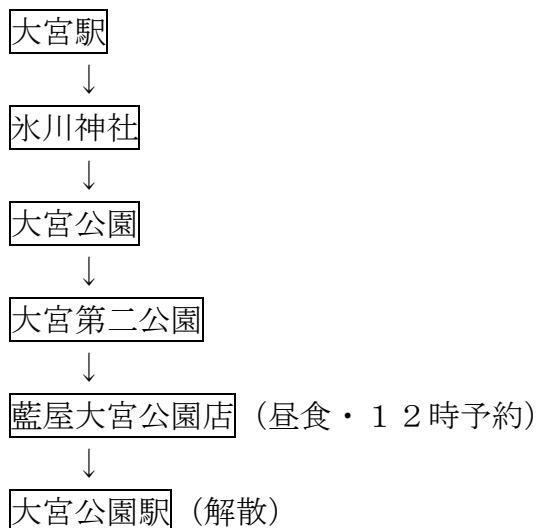 大宮駅
↓
氷川神社
↓
大宮公園
↓
大宮第二公園
↓
藍屋大宮公園店（昼食・１２時予約）
↓
大宮公園駅（解散）